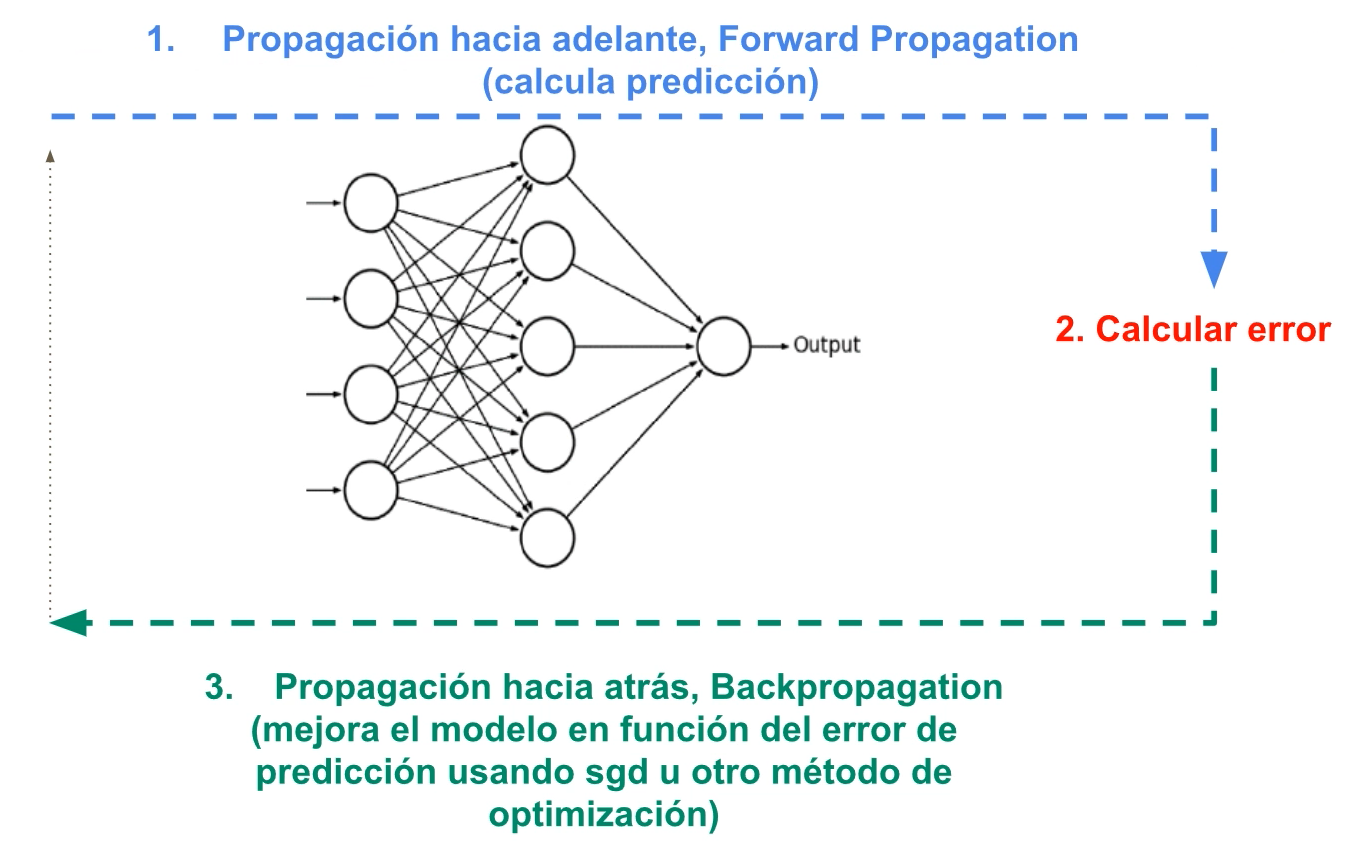 1. Propagación hacia adelante, Forward Propagation
(calcula predicción)
Output
2. Calcular error
3. Propagación hacia atrás, Backpropagation
(mejora el modelo en función del error de
predicción usando sgd u otro método de
optimización)